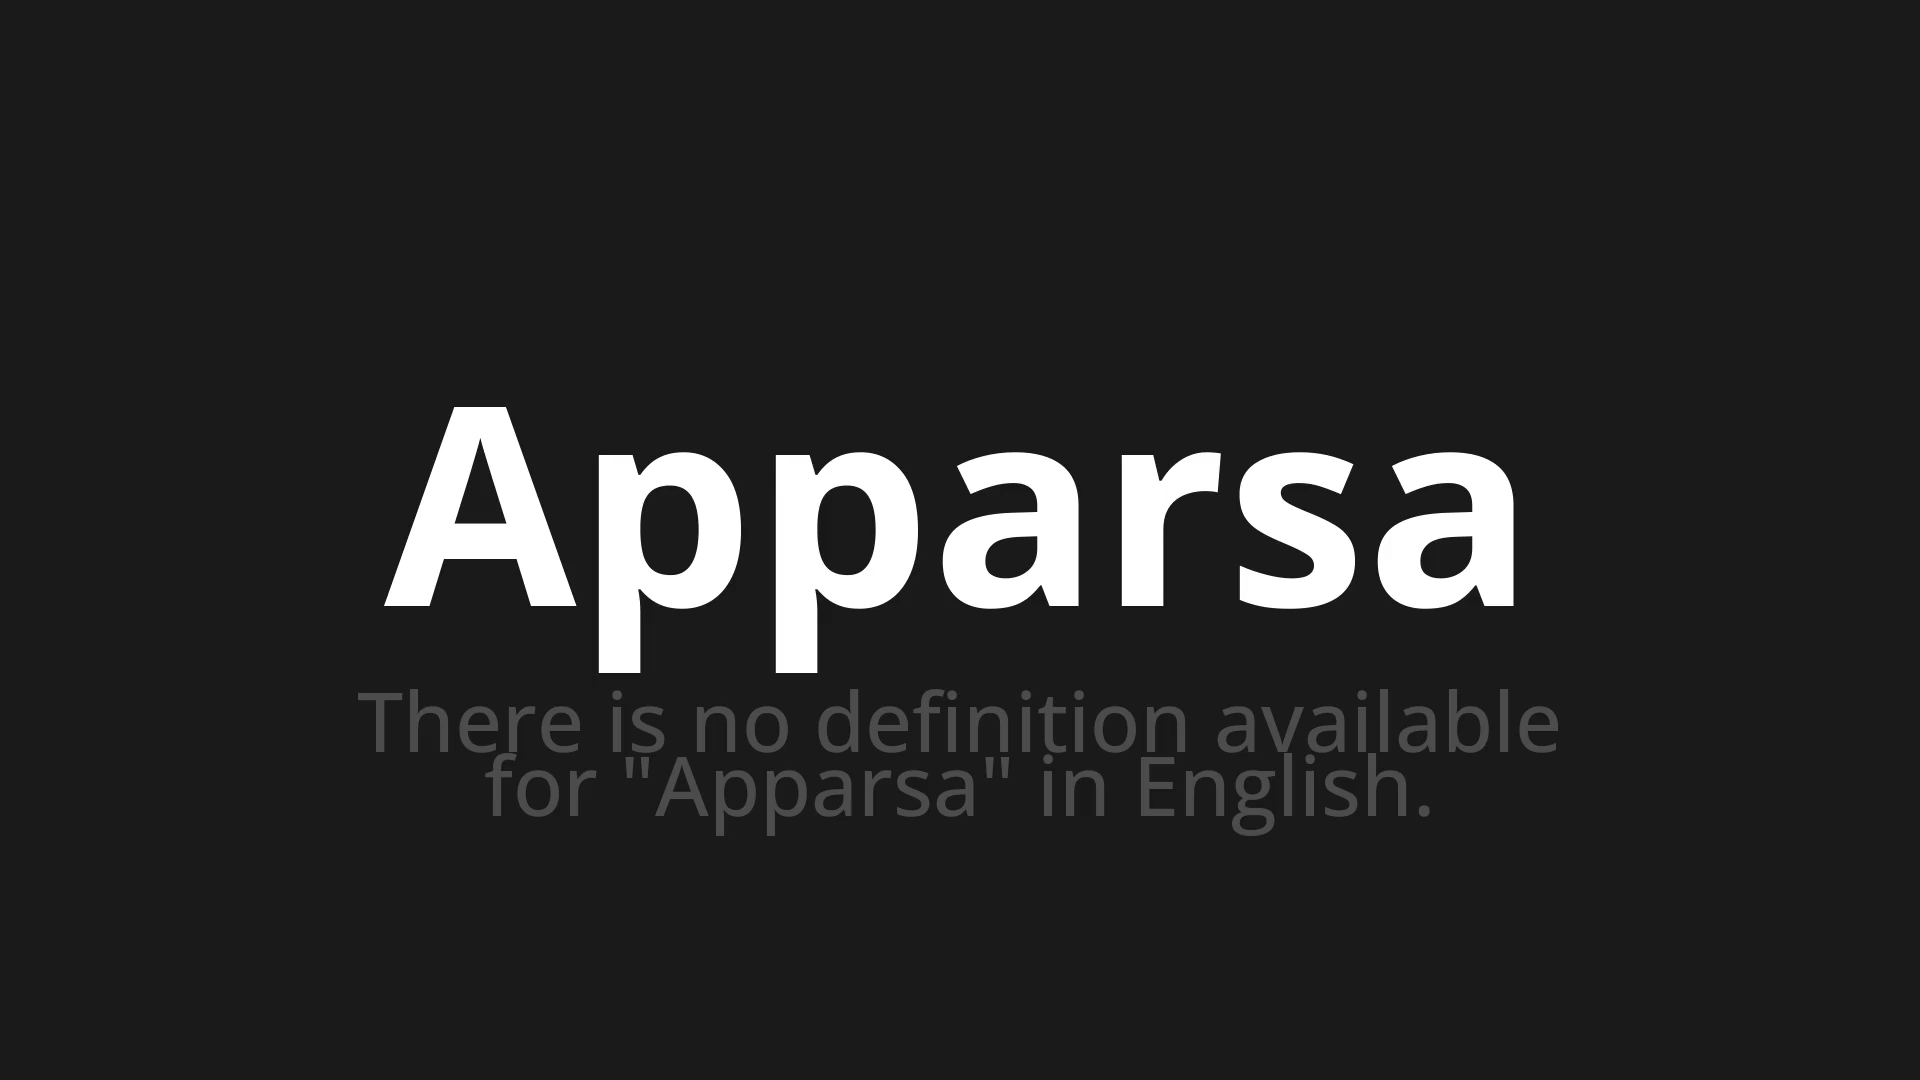 Apparsa
There is no definition available
for "Apparsa" in English.